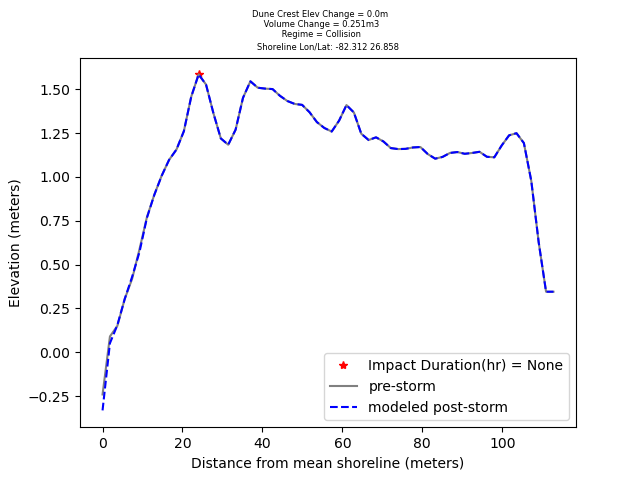 Dune Crest Elev Change = 0.0m
Volume Change = 0.251m3
Regime = Collision
Shoreline Lon/Lat: -82.312 26.858
1.50
1.25
1.00
0.75
0.50
0.25
0.00
−0.25
Elevation (meters)
Impact Duration(hr) = None
pre-storm
modeled post-storm
0 20 40 60 80 100
Distance from mean shoreline (meters)